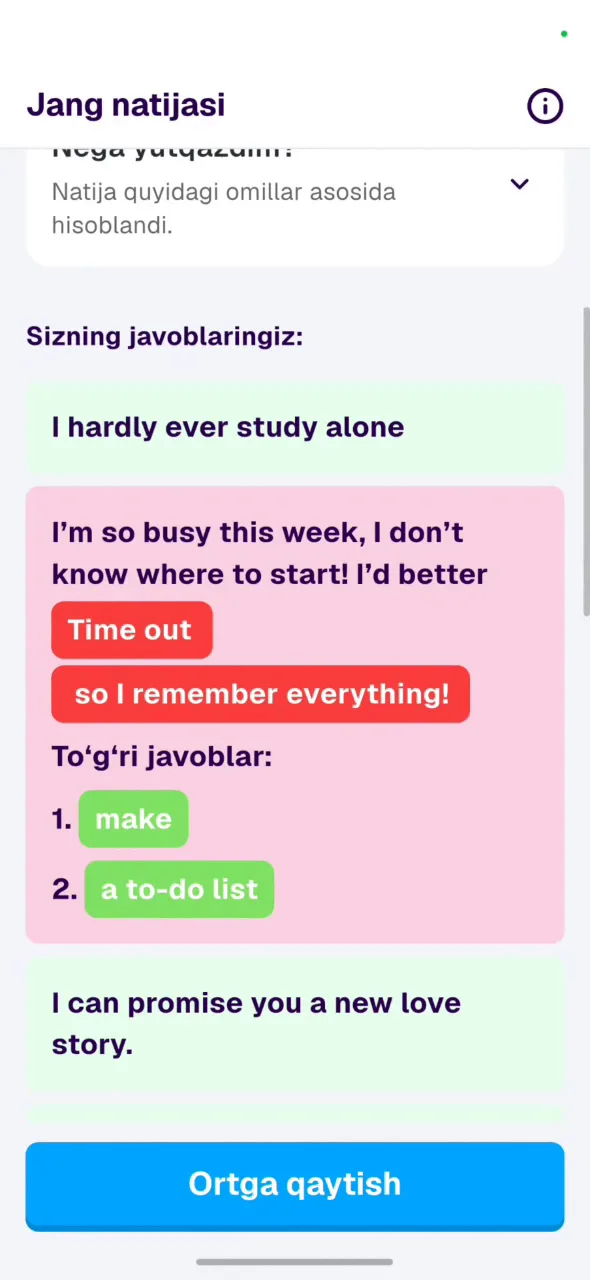 Jang natijasi
Nega yutqazdim?
Natija quyidagi omillar asosida
hisoblandi.
Sizning javoblaringiz:
I hardly ever study alone
I’m so busy this week, I don’t
know where to start! I’d better
Time out
so I remember everything!
To‘g‘ri javoblar:
1. make
2. a to-do list
I can promise you a new love
story.
Ortga qaytish